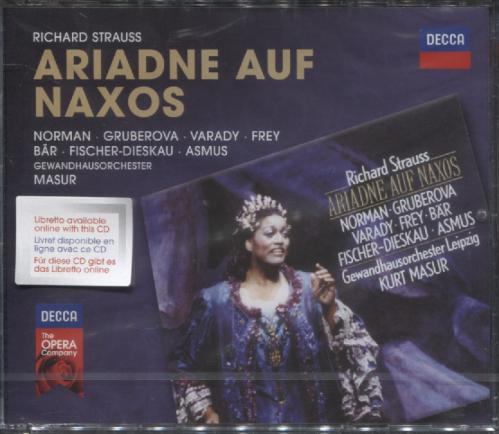 RICHARD STRAUSS
ARIADNE AUF
NAXOS
NORMAN · GRUBEROVA · VARADY · FREY
BÄR · FISCHER-DIESKAU · ASMUS
GEWANDHAUSORCHESTER
MASUR
DECCA
Libretto available
online with this CD
Livret disponible en
ligne avec ce CD
Für diese CD gibt es
das Libretto online
DECCA
The
OPERA
Company
Richard Strauss
ARIADNE AUF NAXOS
NORMAN · GRUBEROVA
VARADY · FREY · BÄR
FISCHER-DIESKAU · ASMUS
Gewandhausorchester Leipzig
KURT MASUR